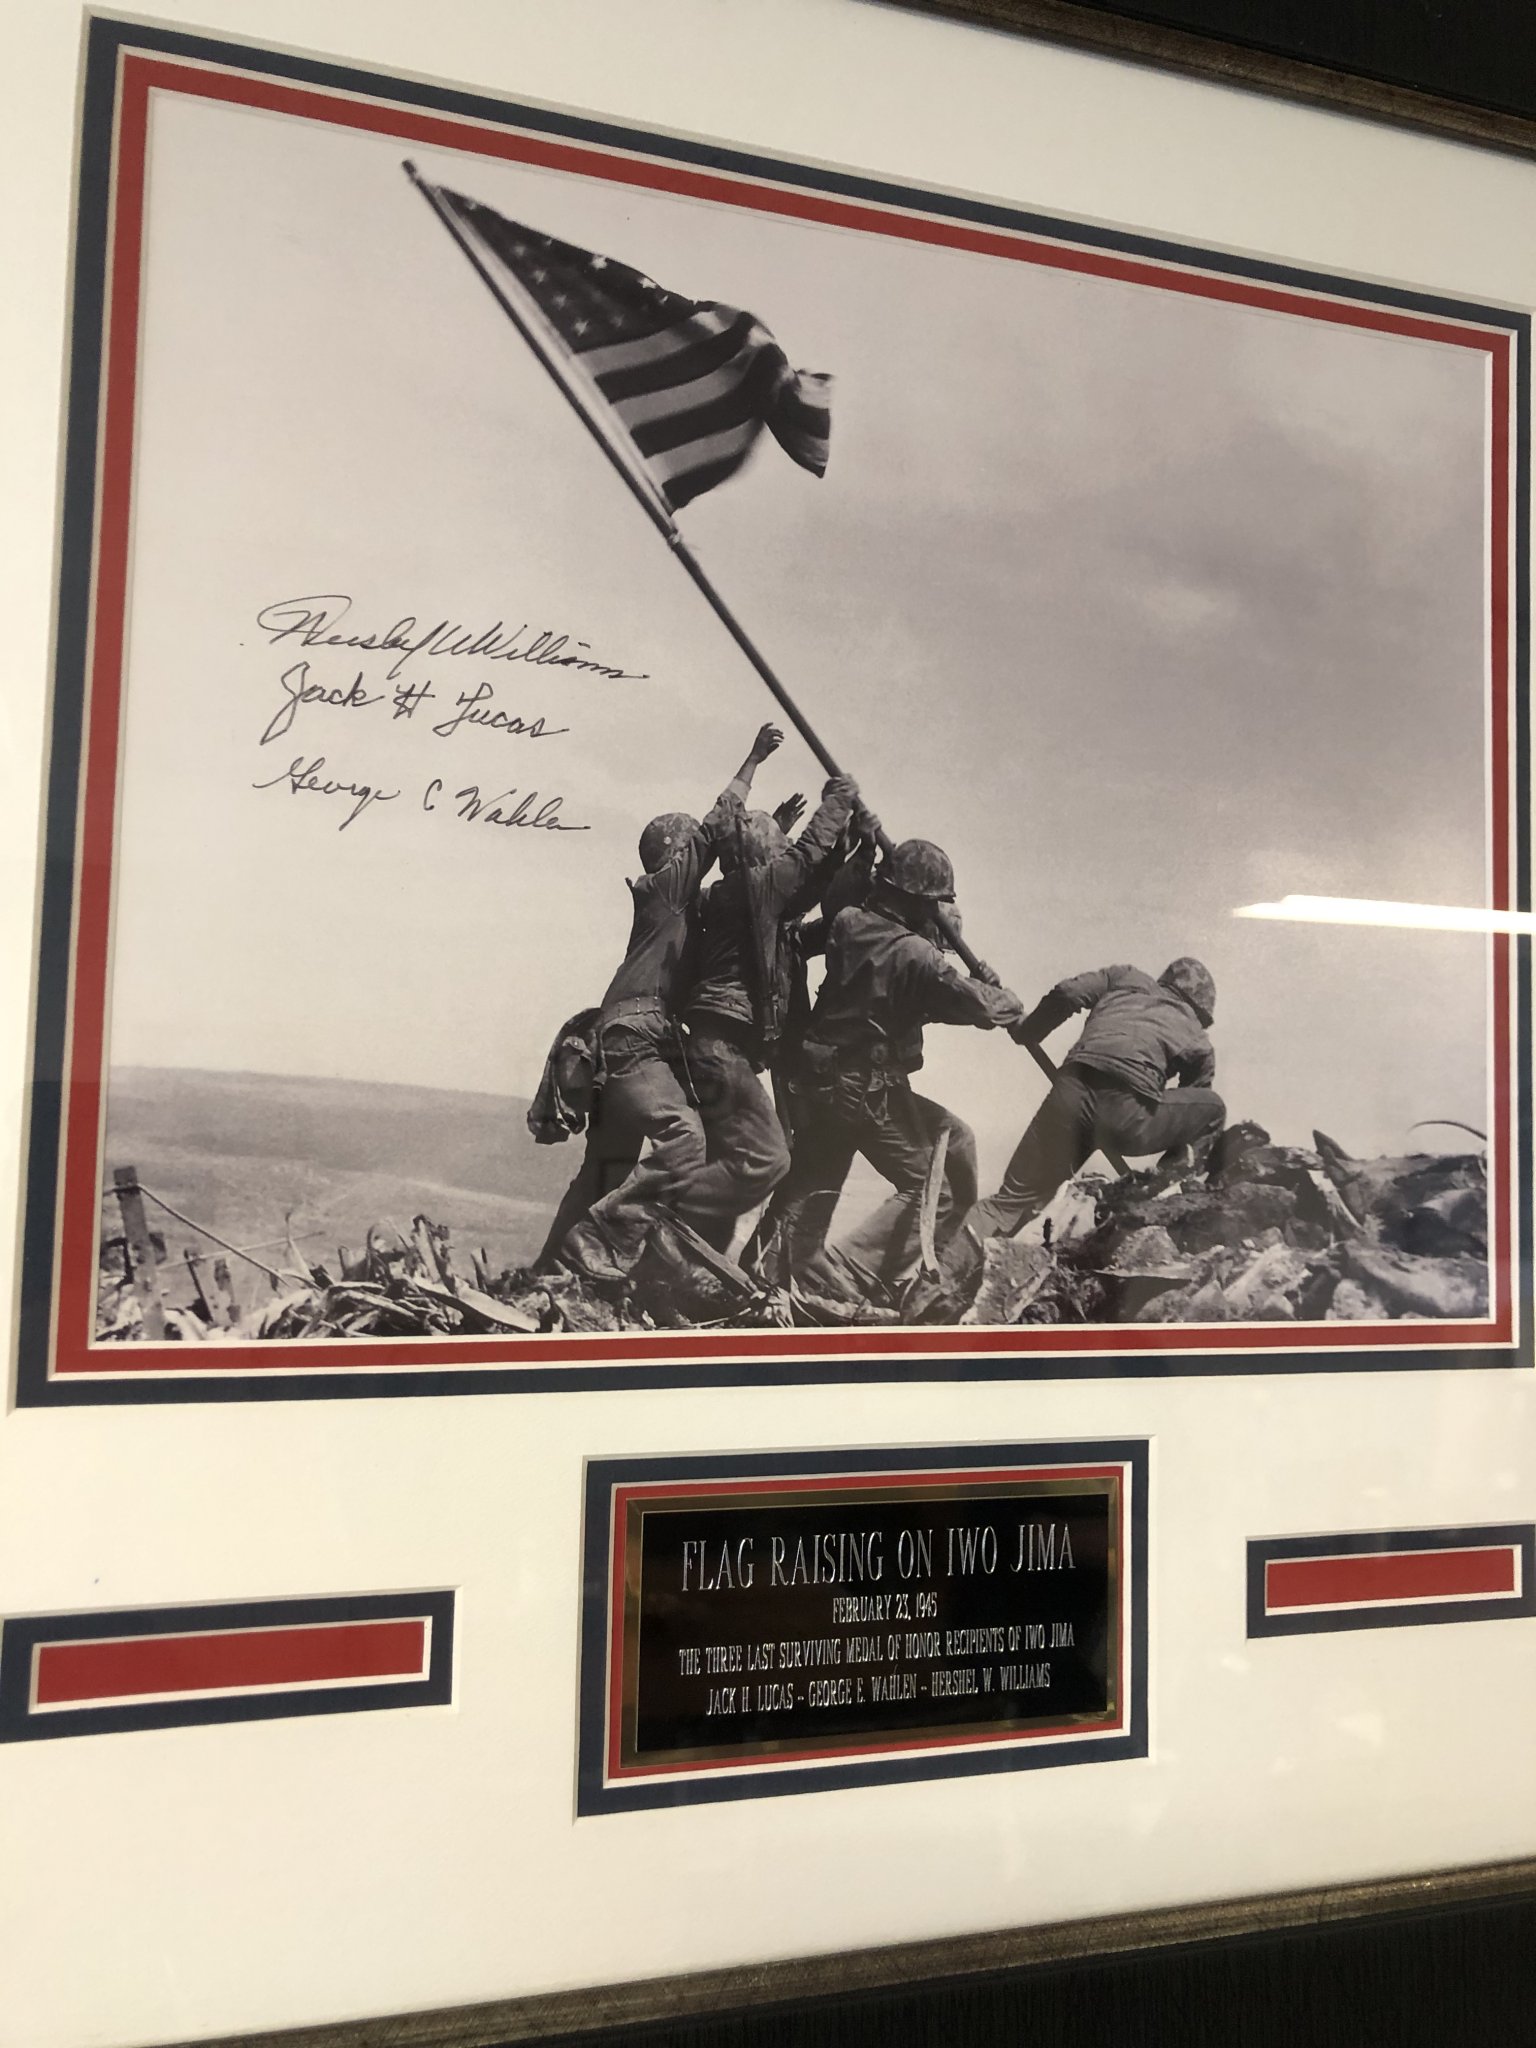 Hershel W Williams
Jack H Lucas
George E Wahlen
FLAG RAISING ON IWO JIMA
FEBRUARY 23, 1945
THE THREE LAST SURVIVING MEDAL OF HONOR RECIPIENTS OF IWO JIMA
JACK H. LUCAS - GEORGE E. WAHLEN - HERSHEL W. WILLIAMS